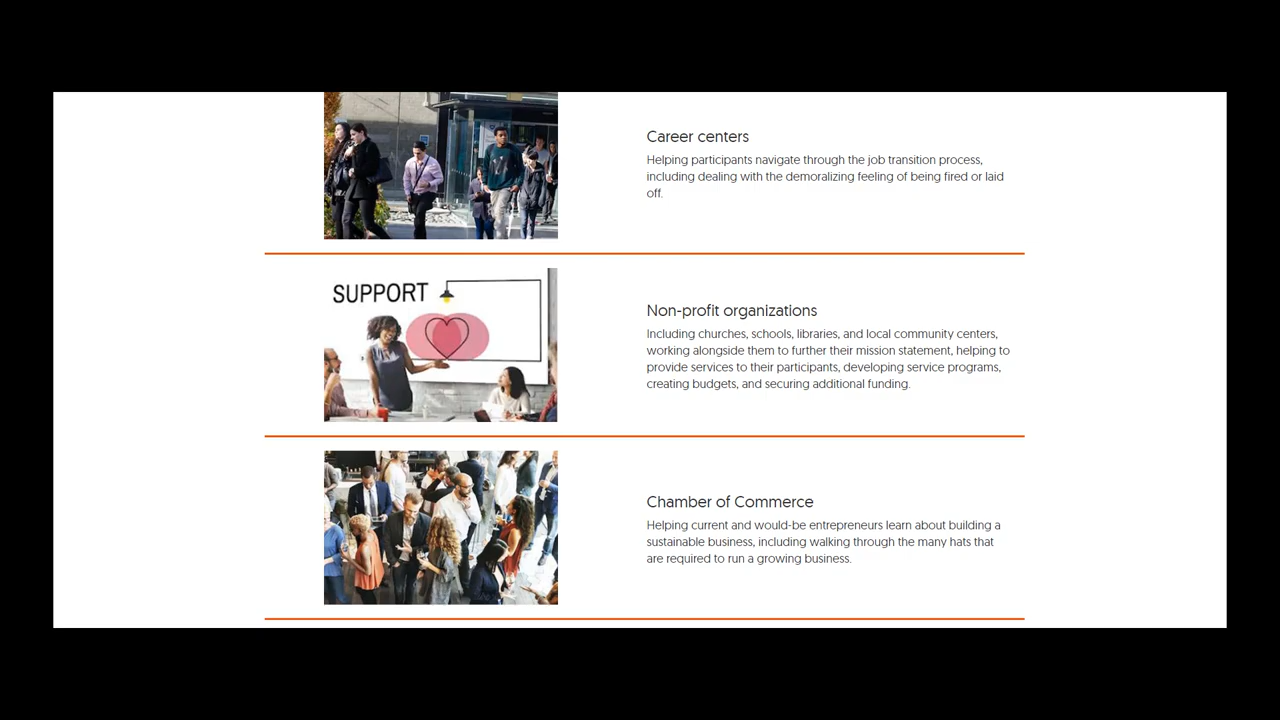 Career centers
Helping participants navigate through the job transition process,
including dealing with the demoralizing feeling of being fired or laid
off.
SUPPORT
Non-profit organizations
Including churches, schools, libraries, and local community centers,
working alongside them to further their mission statement, helping to
provide services to their participants, developing service programs,
creating budgets, and securing additional funding.
Chamber of Commerce
Helping current and would-be entrepreneurs learn about building a
sustainable business, including walking through the many hats that
are required to run a growing business.